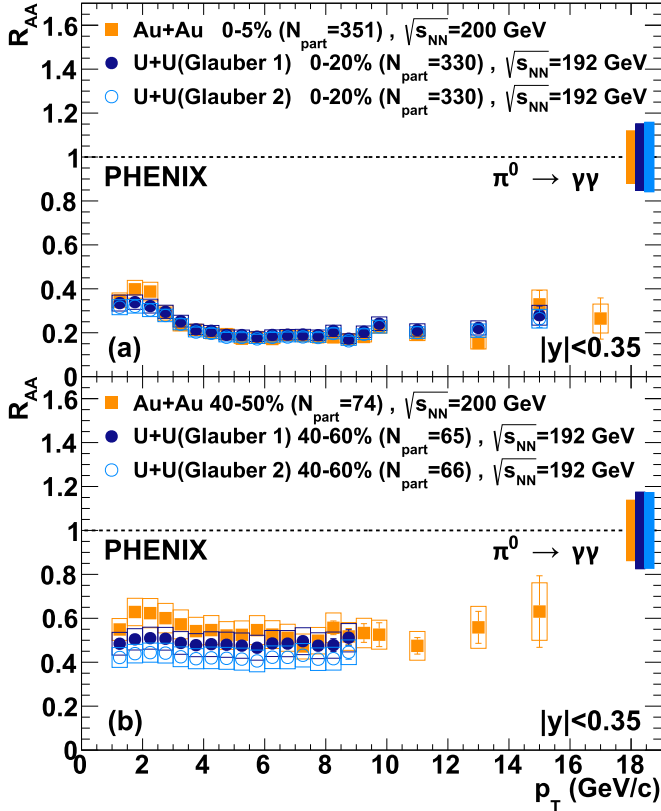 R_AA
Au+Au 0-5% (N_part=351) , √s_NN=200 GeV
U+U(Glauber 1) 0-20% (N_part=330) , √s_NN=192 GeV
U+U(Glauber 2) 0-20% (N_part=330) , √s_NN=192 GeV
1.6
1.4
1.2
1
0.8
0.6
0.4
0.2
0
PHENIX
π⁰ → γγ
(a)
|y|<0.35
R_AA
Au+Au 40-50% (N_part=74) , √s_NN=200 GeV
U+U(Glauber 1) 40-60% (N_part=65) , √s_NN=192 GeV
U+U(Glauber 2) 40-60% (N_part=66) , √s_NN=192 GeV
1.6
1.4
1.2
1
0.8
0.6
0.4
0.2
0
PHENIX
π⁰ → γγ
(b)
|y|<0.35
0 2 4 6 8 10 12 14 16 18
p_T (GeV/c)